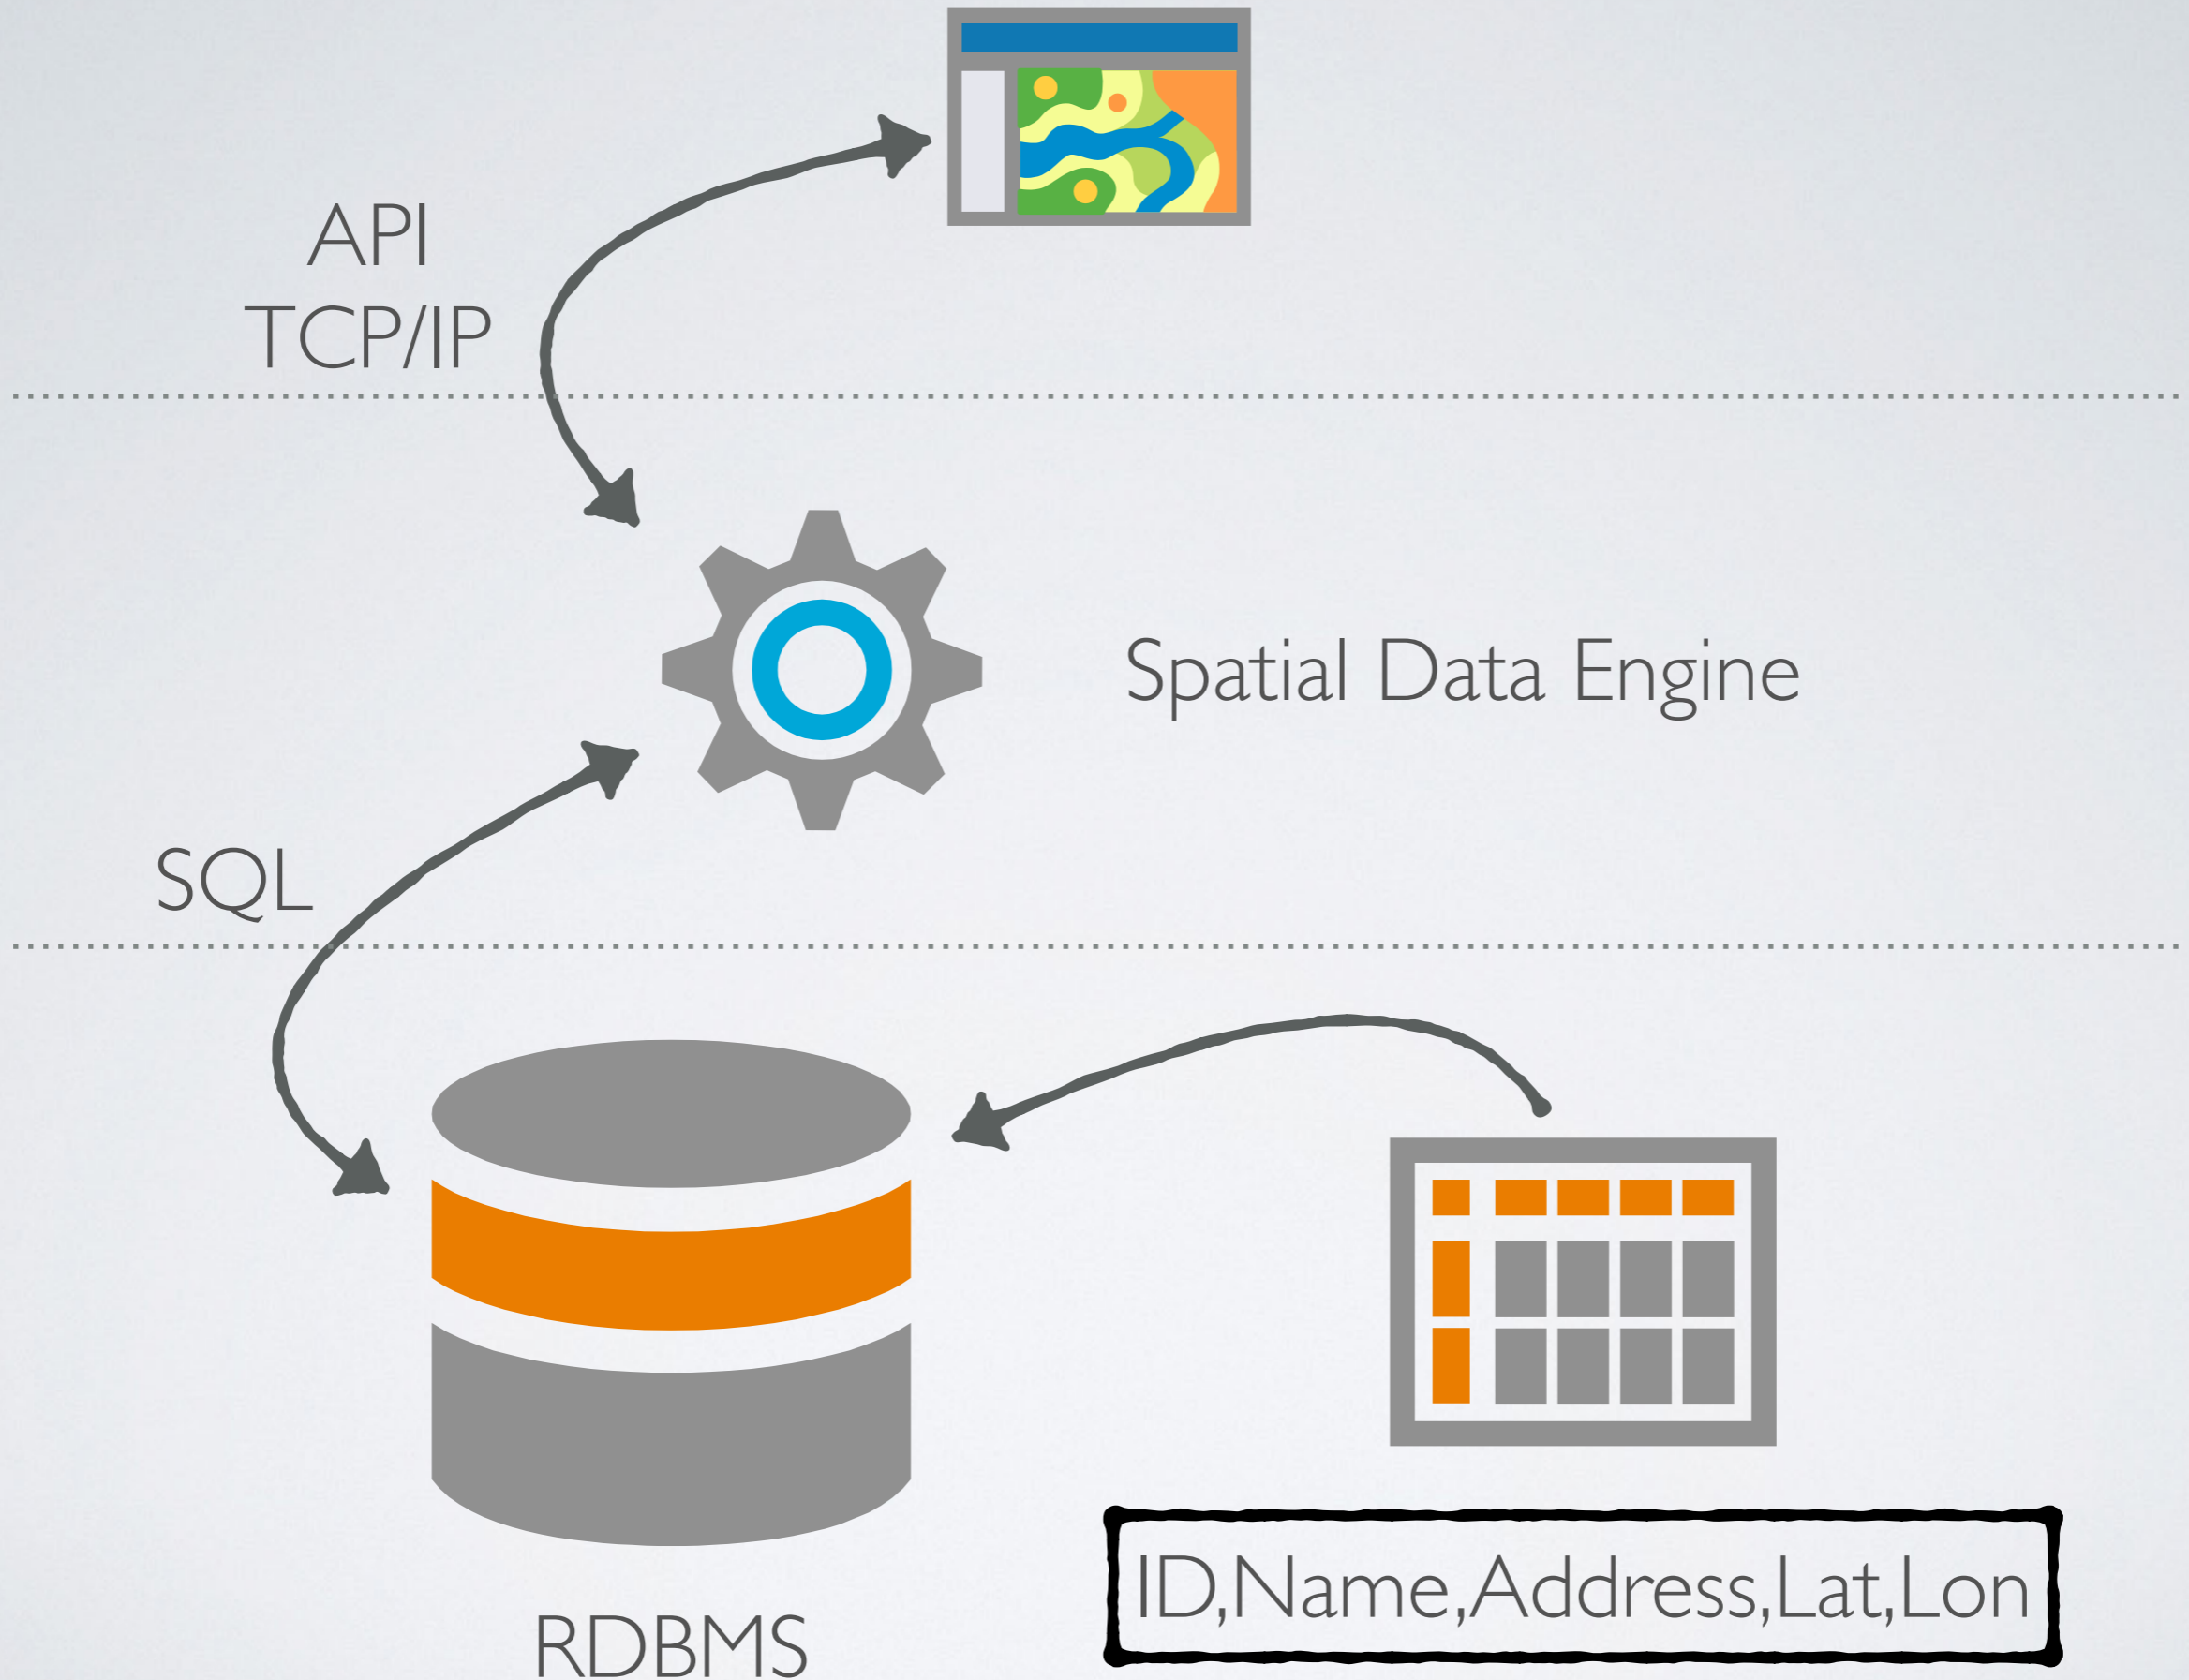 API
TCP/IP
Spatial Data Engine
SQL
RDBMS
ID,Name,Address,Lat,Lon